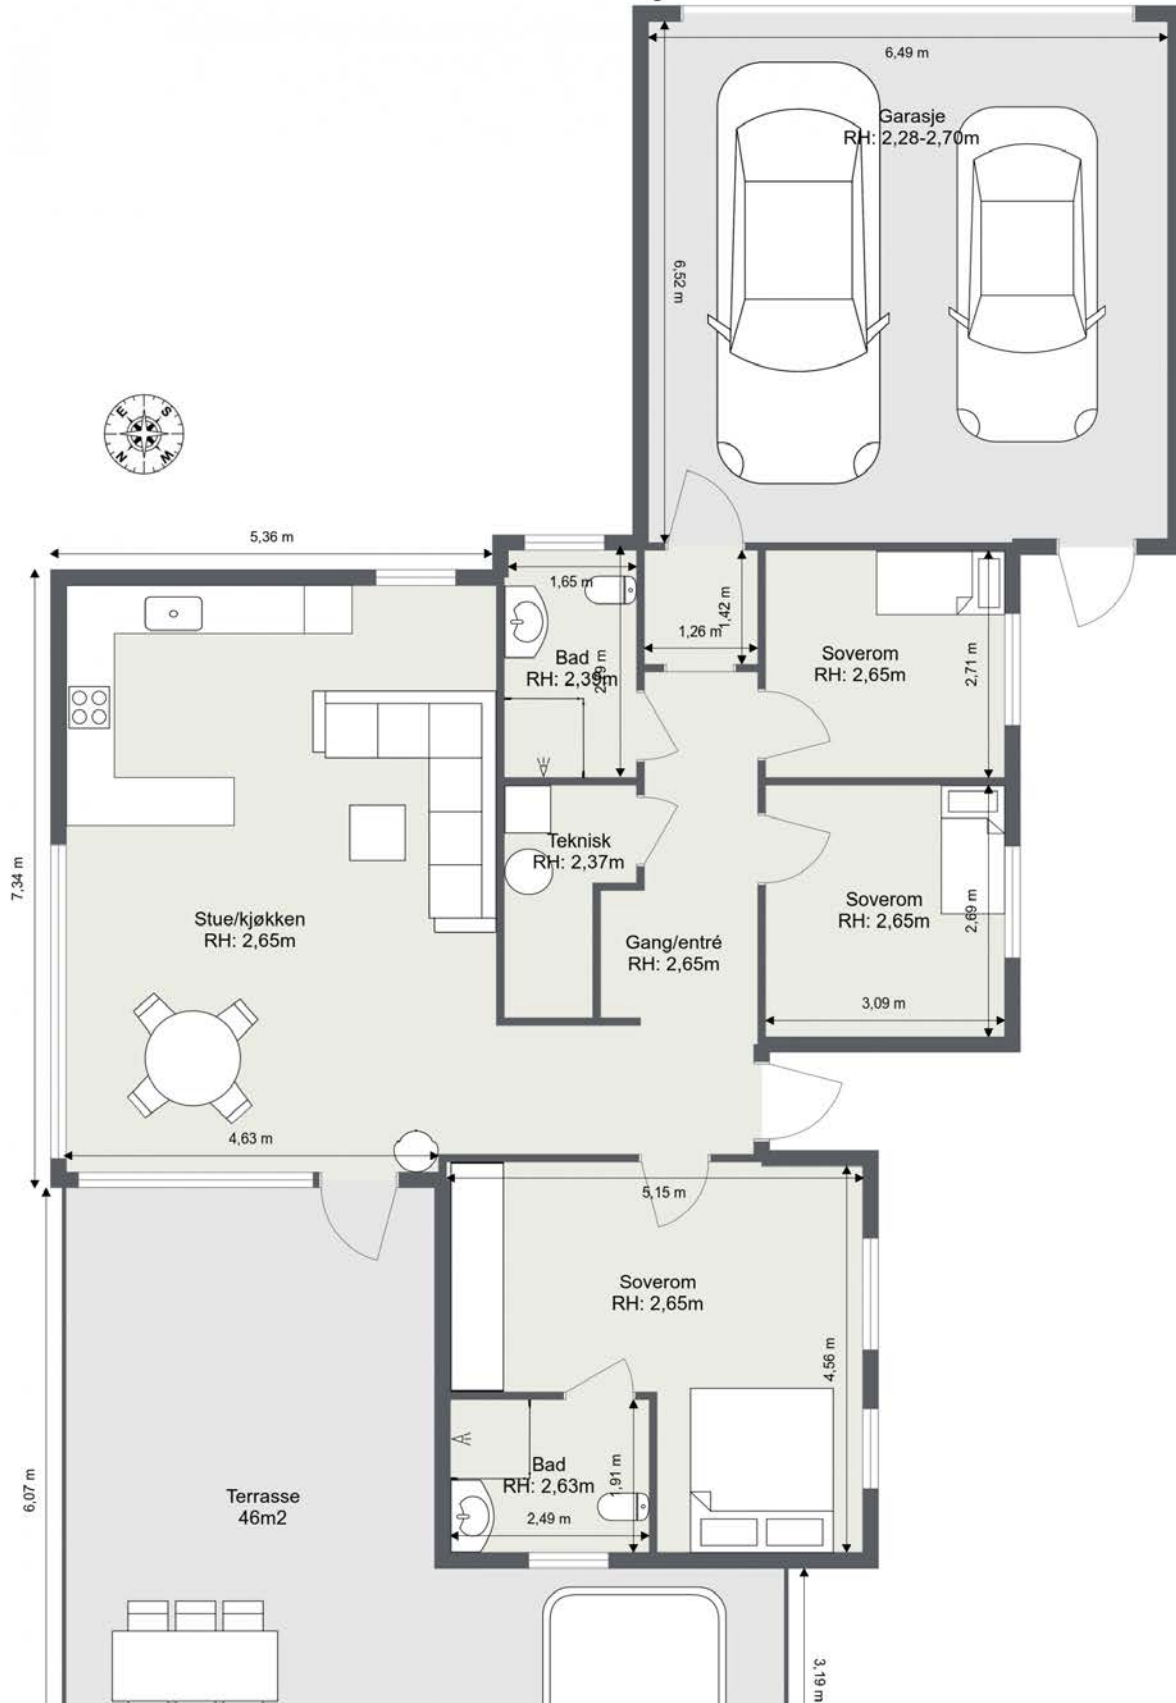 6,49 m
Garasje
RH: 2,28-2,70m
6,52 m
E
S
N
W
5,36 m
1,65 m
1,42 m
1,26 m
Bad
RH: 2,39m
Soverom
RH: 2,65m
2,71 m
7,34 m
Teknisk
RH: 2,37m
Stue/kjøkken
RH: 2,65m
Gang/entré
RH: 2,65m
Soverom
RH: 2,65m
2,69 m
3,09 m
4,63 m
5,15 m
Soverom
RH: 2,65m
4,56 m
Bad
RH: 2,63m
1,91 m
2,49 m
6,07 m
Terrasse
46m2
3,19 m